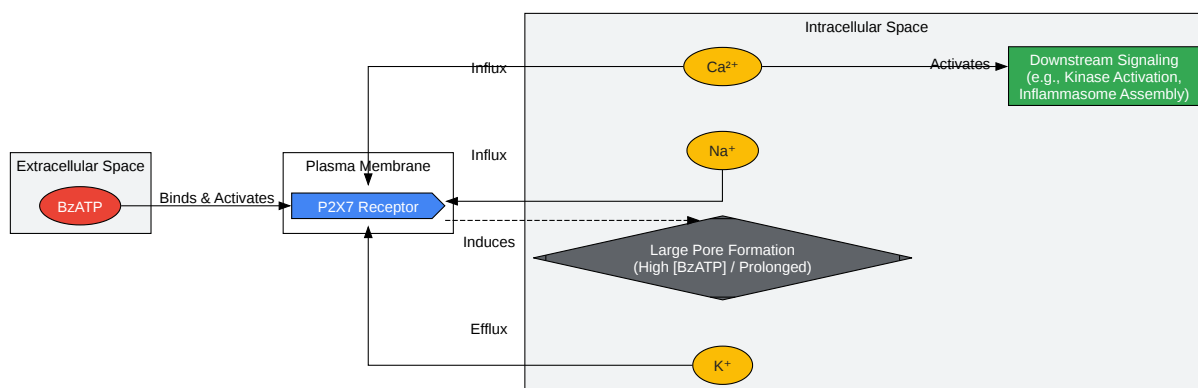 Intracellular Space
Influx
Ca²⁺
Activates
Downstream Signaling
(e.g., Kinase Activation,
Inflammasome Assembly)
Extracellular Space
BzATP
Binds & Activates
Plasma Membrane
P2X7 Receptor
Influx
Na⁺
Induces
Large Pore Formation
(High [BzATP] / Prolonged)
Efflux
K⁺